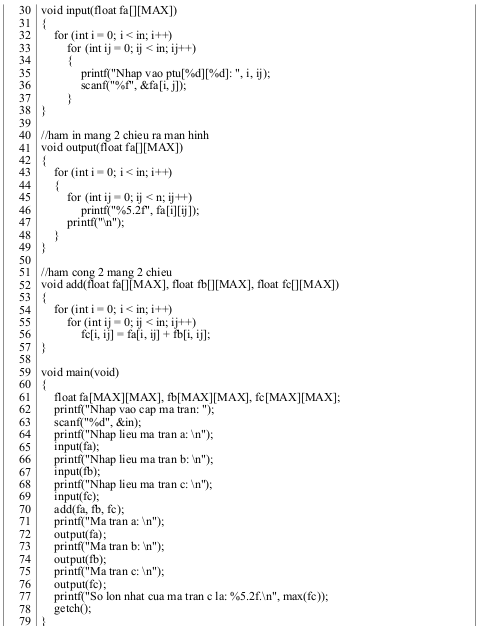 30 void input(float fa[][MAX])
31 {
32     for (int i = 0; i < in; i++)
33         for (int ij = 0; ij < in; ij++)
34         {
35             printf("Nhap vao ptu[%d][%d]: ", i, ij);
36             scanf("%f", &fa[i, j]);
37         }
38 }
39
40 //ham in mang 2 chieu ra man hinh
41 void output(float fa[][MAX])
42 {
43     for (int i = 0; i < in; i++)
44     {
45         for (int ij = 0; ij < n; ij++)
46             printf("%5.2f", fa[i][ij]);
47         printf("\n");
48     }
49 }
50
51 //ham cong 2 mang 2 chieu
52 void add(float fa[][MAX], float fb[][MAX], float fc[][MAX])
53 {
54     for (int i = 0; i < in; i++)
55         for (int ij = 0; ij < in; ij++)
56             fc[i, ij] = fa[i, ij] + fb[i, ij];
57 }
58
59 void main(void)
60 {
61     float fa[MAX][MAX], fb[MAX][MAX], fc[MAX][MAX];
62     printf("Nhap vao cap ma tran: ");
63     scanf("%d", &in);
64     printf("Nhap lieu ma tran a: \n");
65     input(fa);
66     printf("Nhap lieu ma tran b: \n");
67     input(fb);
68     printf("Nhap lieu ma tran c: \n");
69     input(fc);
70     add(fa, fb, fc);
71     printf("Ma tran a: \n");
72     output(fa);
73     printf("Ma tran b: \n");
74     output(fb);
75     printf("Ma tran c: \n");
76     output(fc);
77     printf("So lon nhat cua ma tran c la: %5.2f.\n", max(fc));
78     getch();
79 }